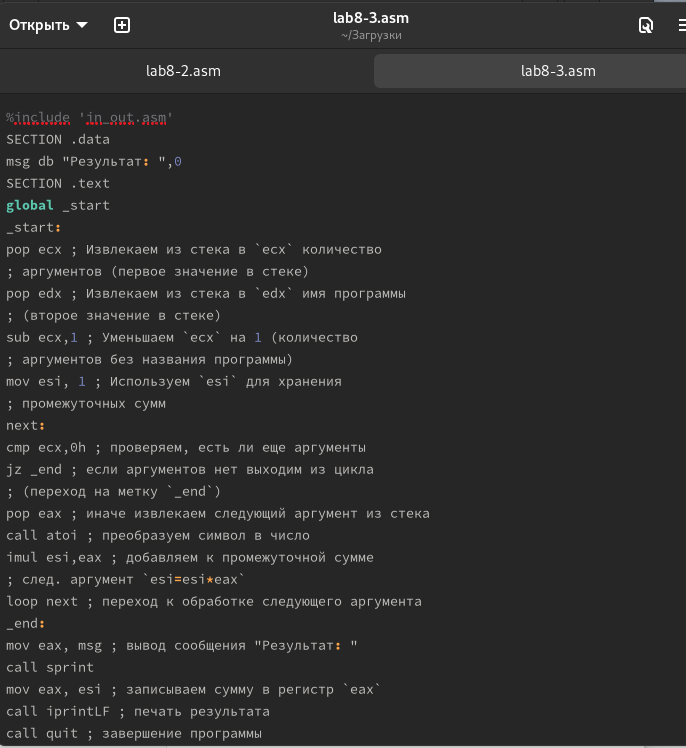 Открыть
lab8-3.asm
~/Загрузки
lab8-2.asm
lab8-3.asm
%include 'in_out.asm'
SECTION .data
msg db "Результат: ",0
SECTION .text
global _start
_start:
pop ecx ; Извлекаем из стека в `ecx` количество
; аргументов (первое значение в стеке)
pop edx ; Извлекаем из стека в `edx` имя программы
; (второе значение в стеке)
sub ecx,1 ; Уменьшаем `ecx` на 1 (количество
; аргументов без названия программы)
mov esi, 1 ; Используем `esi` для хранения
; промежуточных сумм
next:
cmp ecx,0h ; проверяем, есть ли еще аргументы
jz _end ; если аргументов нет выходим из цикла
; (переход на метку `_end`)
pop eax ; иначе извлекаем следующий аргумент из стека
call atoi ; преобразуем символ в число
imul esi,eax ; добавляем к промежуточной сумме
; след. аргумент `esi=esi*eax`
loop next ; переход к обработке следующего аргумента
_end:
mov eax, msg ; вывод сообщения "Результат: "
call sprint
mov eax, esi ; записываем сумму в регистр `eax`
call iprintLF ; печать результата
call quit ; завершение программы